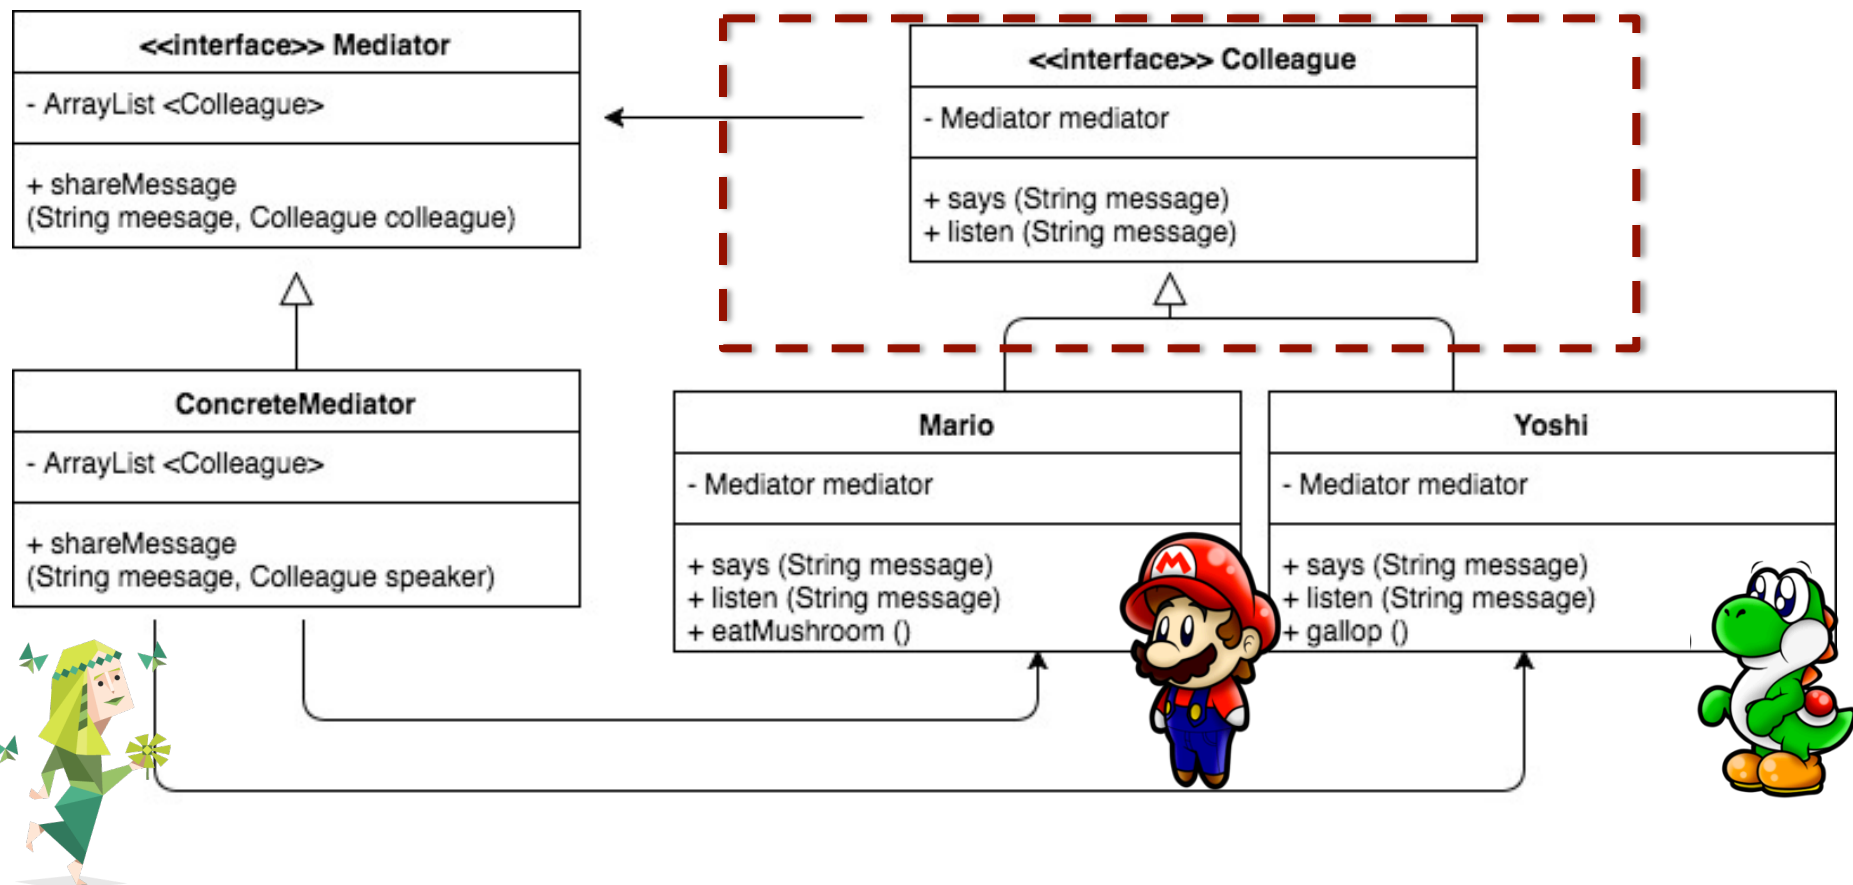 <<interface>> Mediator
- ArrayList <Colleague>
+ shareMessage
(String meesage, Colleague colleague)
<<interface>> Colleague
- Mediator mediator
+ says (String message)
+ listen (String message)
ConcreteMediator
- ArrayList <Colleague>
+ shareMessage
(String meesage, Colleague speaker)
Mario
- Mediator mediator
+ says (String message)
+ listen (String message)
+ eatMushroom ()
Yoshi
- Mediator mediator
+ says (String message)
+ listen (String message)
+ gallop ()
M